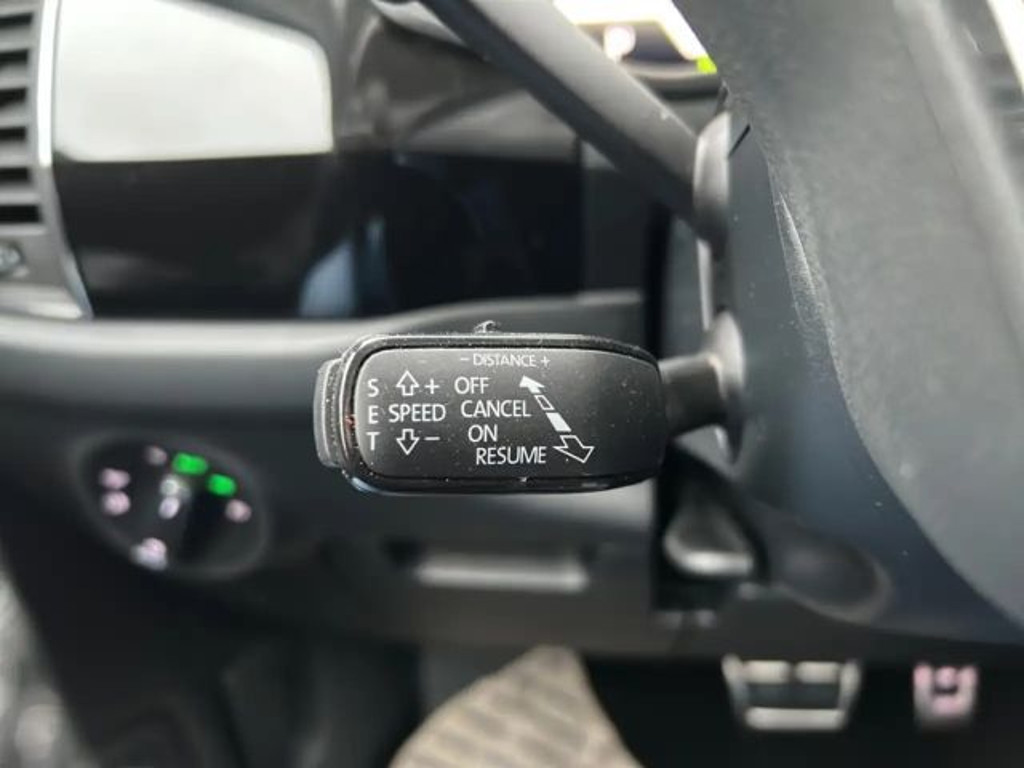 - DISTANCE +
S + OFF
E SPEED CANCEL
T - ON
RESUME